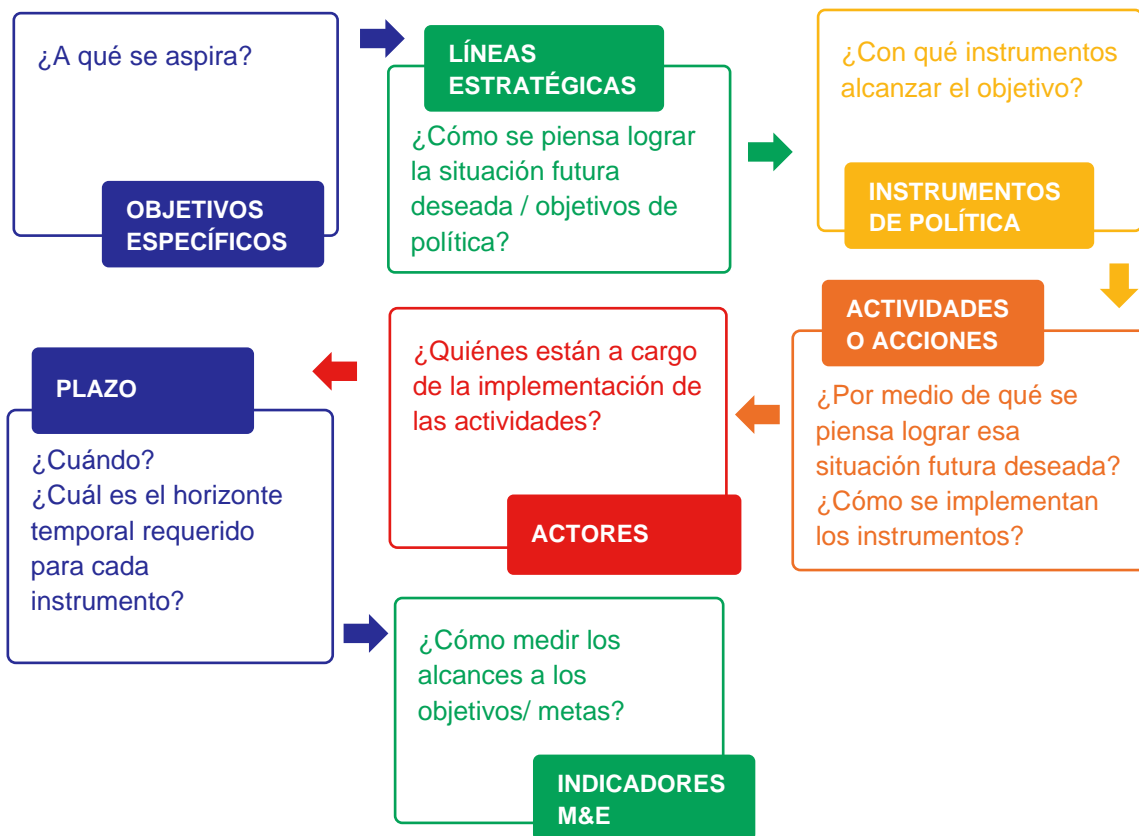 ¿A qué se aspira?
OBJETIVOS
ESPECÍFICOS
LÍNEAS
ESTRATÉGICAS
¿Cómo se piensa lograr
la situación futura
deseada / objetivos de
política?
¿Con qué instrumentos
alcanzar el objetivo?
INSTRUMENTOS
DE POLÍTICA
ACTIVIDADES
O ACCIONES
¿Por medio de qué se
piensa lograr esa
situación futura deseada?
¿Cómo se implementan
los instrumentos?
¿Quiénes están a cargo
de la implementación de
las actividades?
ACTORES
PLAZO
¿Cuándo?
¿Cuál es el horizonte
temporal requerido
para cada
instrumento?
¿Cómo medir los
alcances a los
objetivos/ metas?
INDICADORES
M&E